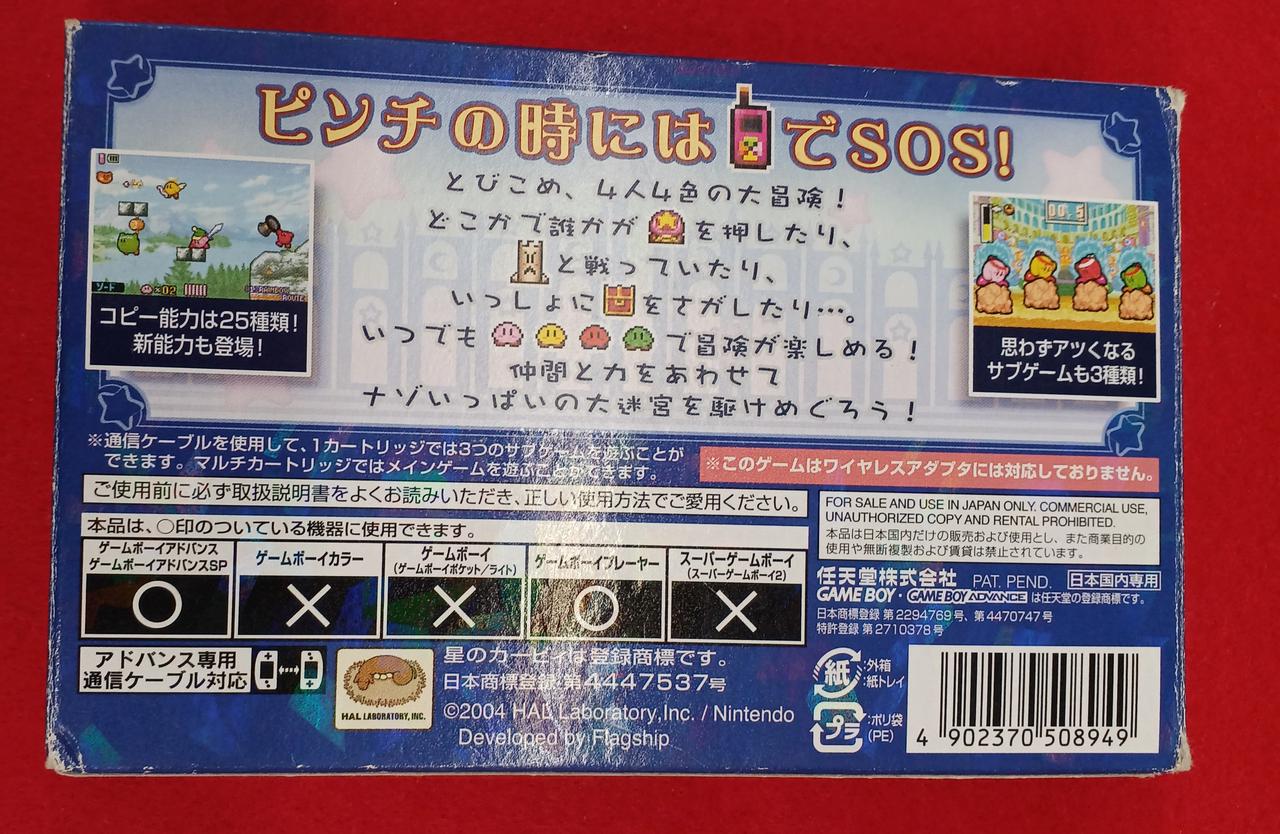 ピンチの時には でSOS!
とびこめ、4人4色の大冒険!
どこかで誰かが を押したり、
と戦っていたり、
いっしょに をさがしたり…。
いつでも で冒険が楽しめる!
仲間と力をあわせて
ナゾいっぱいの大迷宮を駆けめぐろう!
ソード
×02
RAINBOW
ROUTE
コピー能力は25種類!
新能力も登場!
00.5
思わずアツくなる
サブゲームも3種類!
※通信ケーブルを使用して、1カートリッジでは3つのサブゲームを遊ぶことが
できます。マルチカートリッジではメインゲームを遊ぶことができます。
※このゲームはワイヤレスアダプタには対応しておりません。
ご使用前に必ず取扱説明書をよくお読みいただき、正しい使用方法でご愛用ください。
本品は、○印のついている機器に使用できます。
ゲームボーイアドバンス
ゲームボーイアドバンスSP
○
ゲームボーイカラー
×
ゲームボーイ
(ゲームボーイポケット/ライト)
×
ゲームボーイプレーヤー
○
スーパーゲームボーイ
(スーパーゲームボーイ2)
×
FOR SALE AND USE IN JAPAN ONLY. COMMERCIAL USE,
UNAUTHORIZED COPY AND RENTAL PROHIBITED.
本品は日本国内だけの販売および使用とし、また商業目的の
使用や無断複製および賃貸は禁止されています。
任天堂株式会社 PAT. PEND. 日本国内専用
GAME BOY・GAME BOY ADVANCE は任天堂の登録商標です。
日本商標登録 第2294769号、第4470747号
特許登録 第2710378号
アドバンス専用
通信ケーブル対応
HAL LABORATORY, INC.
星のカービィは登録商標です。
日本商標登録 第4447537号
©2004 HAL Laboratory,Inc. / Nintendo
Developed by Flagship
紙
:外箱
:紙トレイ
プラ
:ポリ袋
(PE)
4 902370 508949